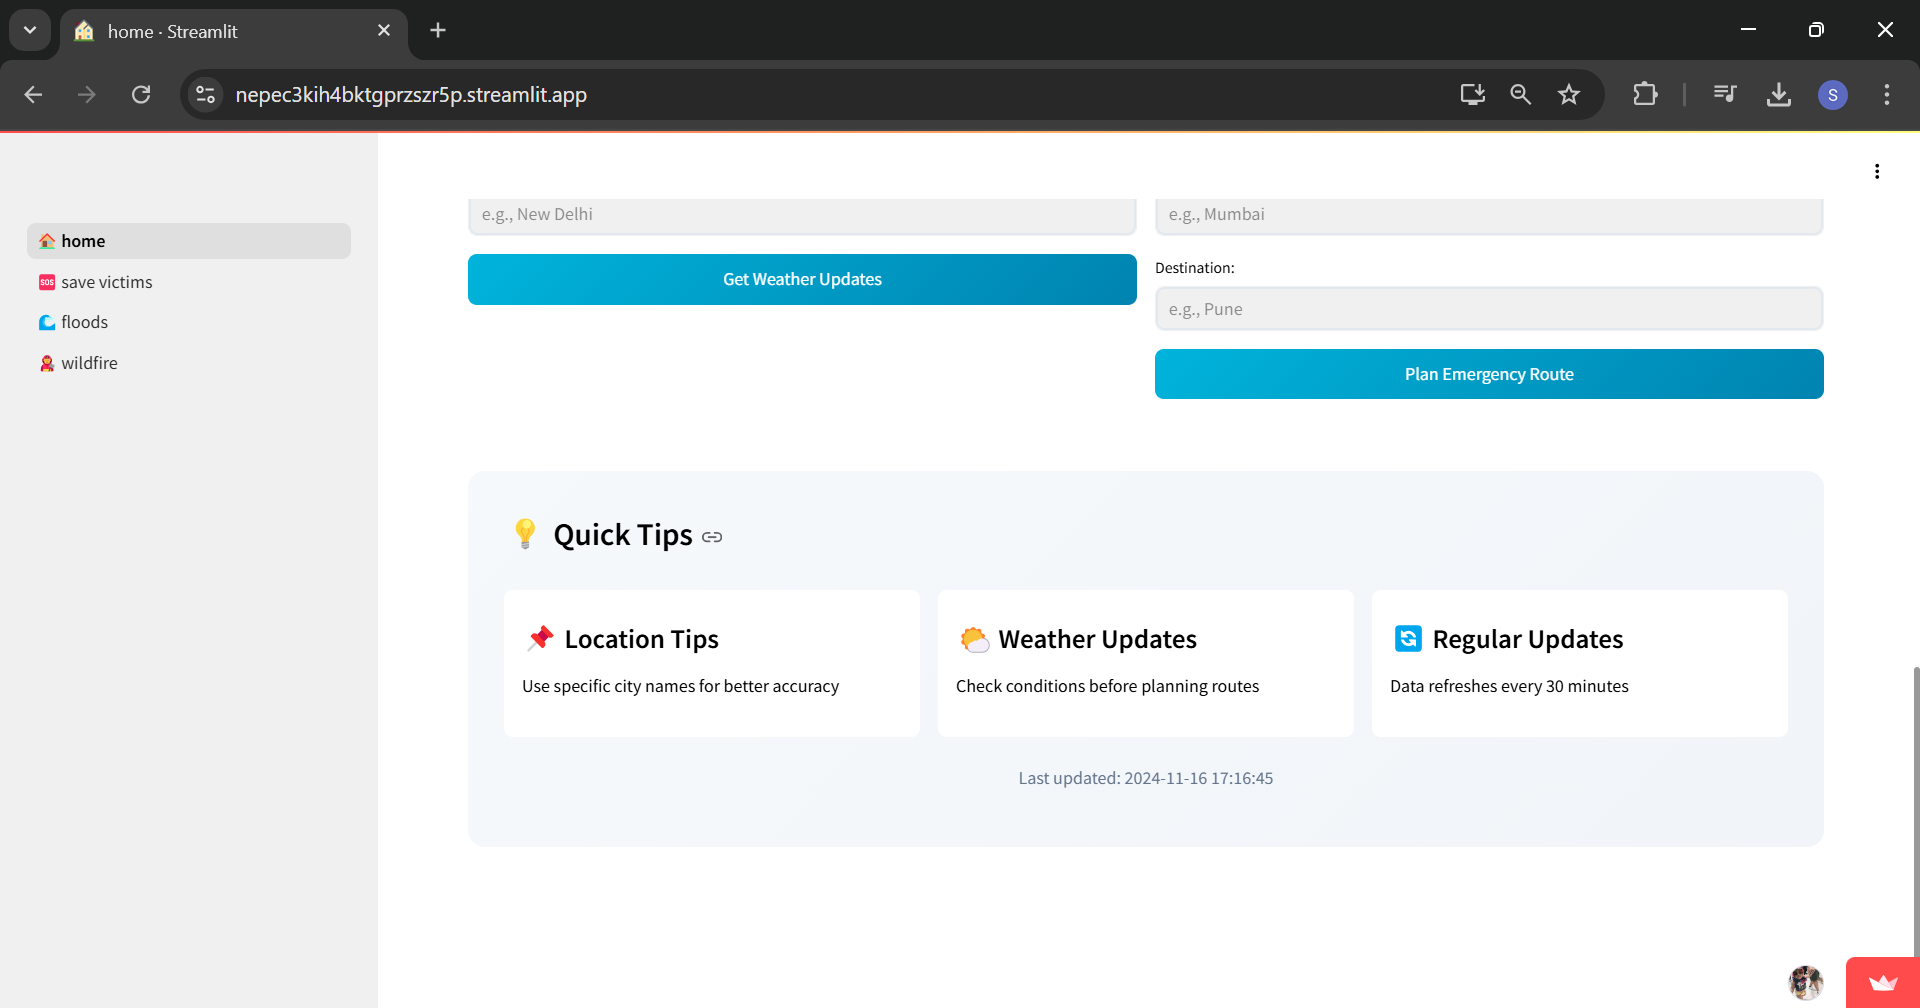 home · Streamlit
nepec3kih4bktgprzszr5p.streamlit.app
S
home
SOS save victims
floods
wildfire
e.g., New Delhi
Get Weather Updates
e.g., Mumbai
Destination:
e.g., Pune
Plan Emergency Route
Quick Tips
Location Tips
Use specific city names for better accuracy
Weather Updates
Check conditions before planning routes
Regular Updates
Data refreshes every 30 minutes
Last updated: 2024-11-16 17:16:45